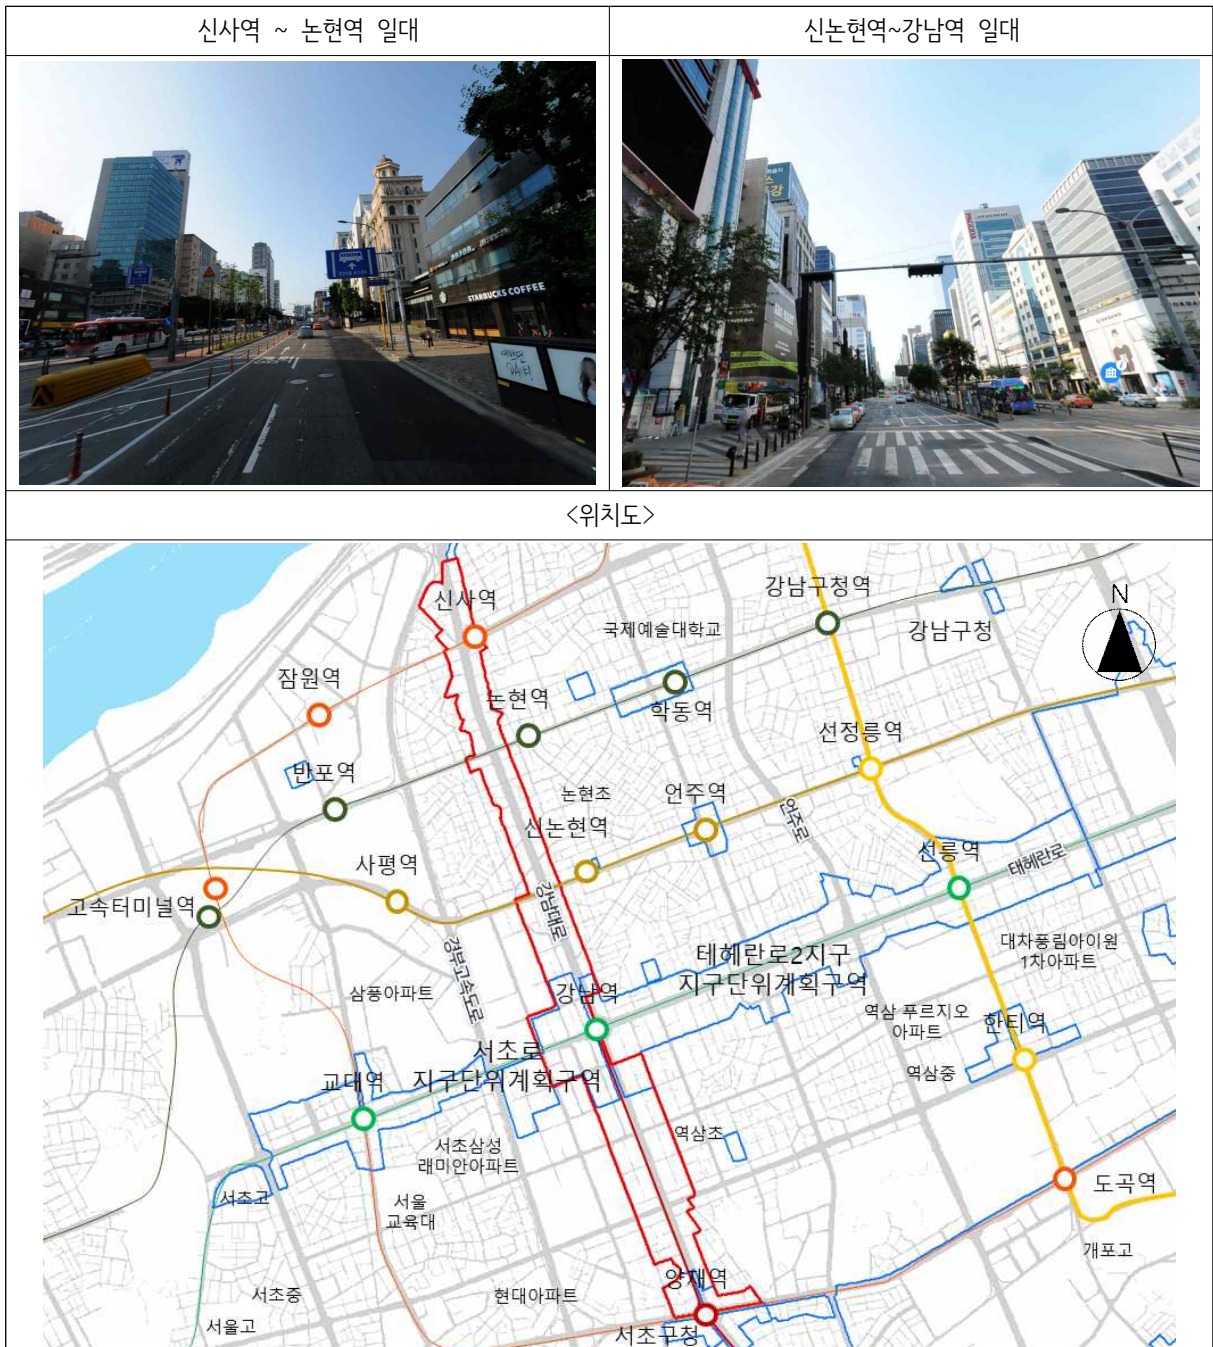 신사역 ~ 논현역 일대
신논현역~강남역 일대
STARBUCKS COFFEE
<위치도>
N
강남구청역
신사역
국제예술대학교
강남구청
잠원역
논현역
학동역
선정릉역
반포역
논현초
언주역
신논현역
언주로
사평역
선릉역
테헤란로
고속터미널역
강남대로
경부고속도로
대차풍림아이원
1차아파트
테헤란로2지구
지구단위계획구역
삼풍아파트
강남역
역삼 푸르지오
아파트
한티역
서초로
지구단위계획구역
교대역
역삼중
역삼초
서초삼성
래미안아파트
서초고
서울
교육대
도곡역
개포고
양재역
서초중
현대아파트
서울고
서초구청